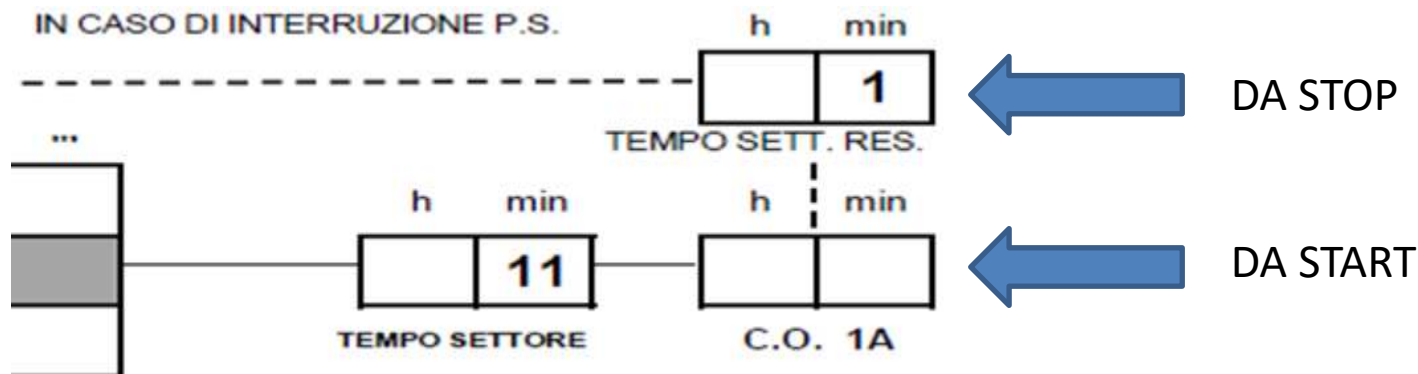 IN CASO DI INTERRUZIONE P.S. h min
1 DA STOP
... TEMPO SETT. RES.
h min h min
11 DA START
TEMPO SETTORE C.O. 1A